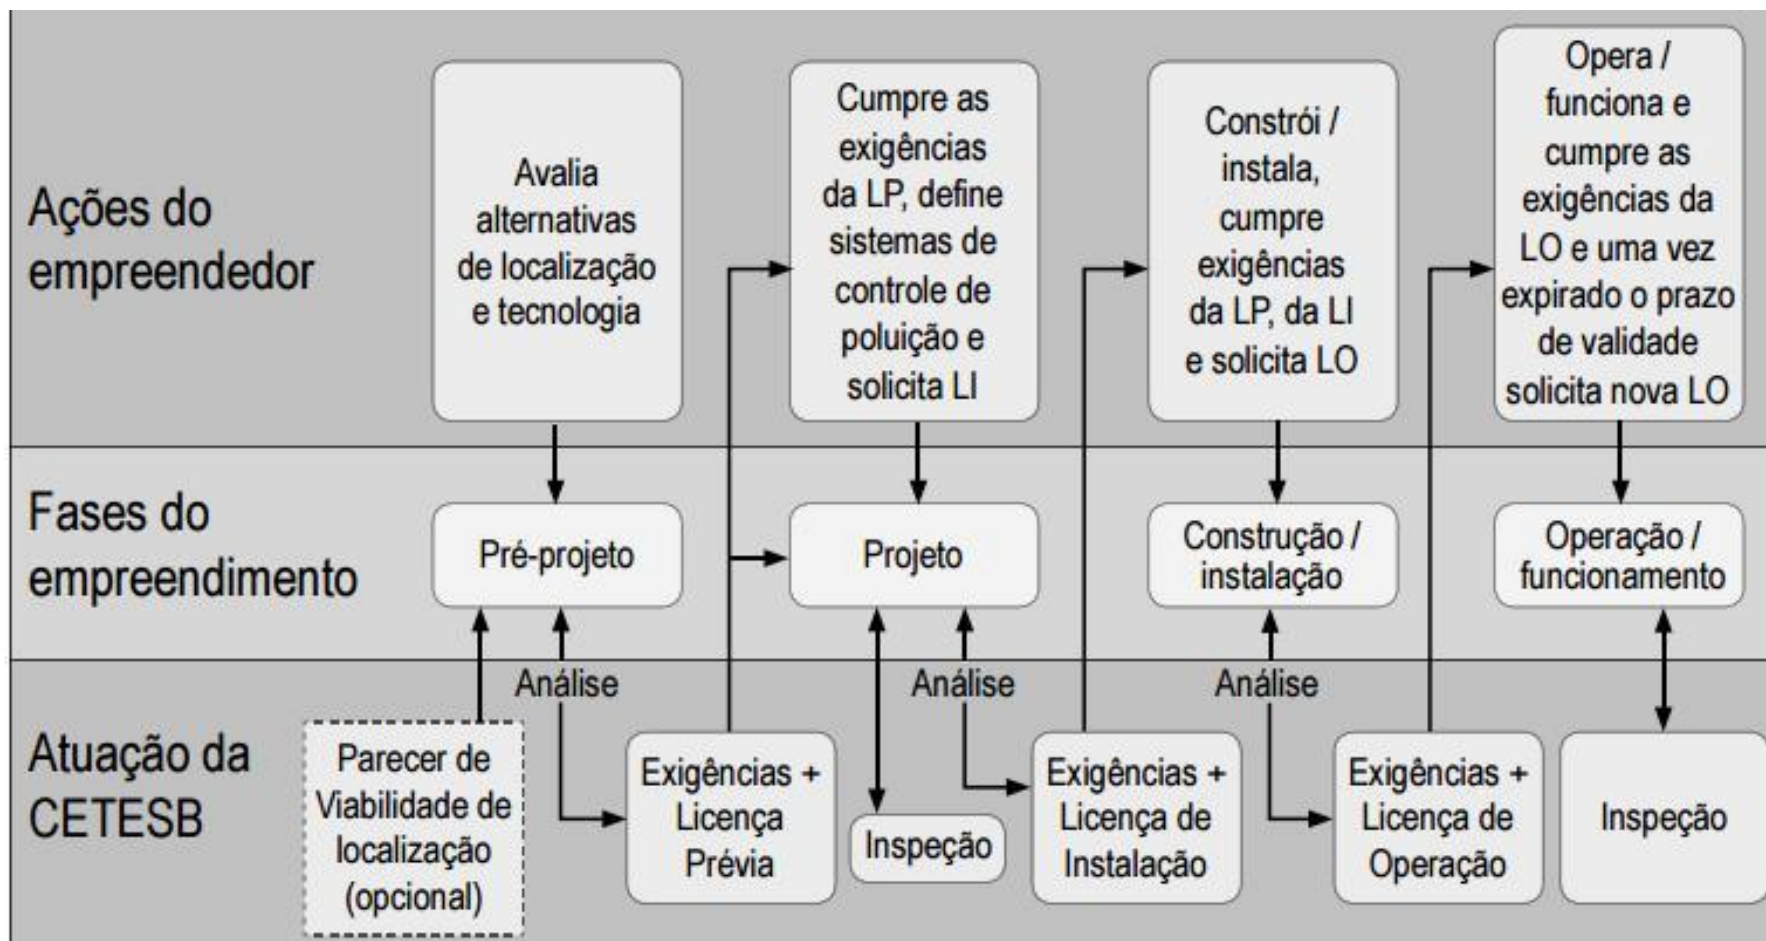 Ações do
empreendedor
Avalia
alternativas
de localização
e tecnologia
Cumpre as
exigências
da LP, define
sistemas de
controle de
poluição e
solicita LI
Constrói /
instala,
cumpre
exigências
da LP, da LI
e solicita LO
Opera /
funciona e
cumpre as
exigências da
LO e uma vez
expirado o prazo
de validade
solicita nova LO
Fases do
empreendimento
Pré-projeto
Projeto
Construção /
instalação
Operação /
funcionamento
Atuação da
CETESB
Análise
Análise
Análise
Parecer de
Viabilidade de
localização
(opcional)
Exigências +
Licença
Prévia
Inspeção
Exigências +
Licença de
Instalação
Exigências +
Licença de
Operação
Inspeção